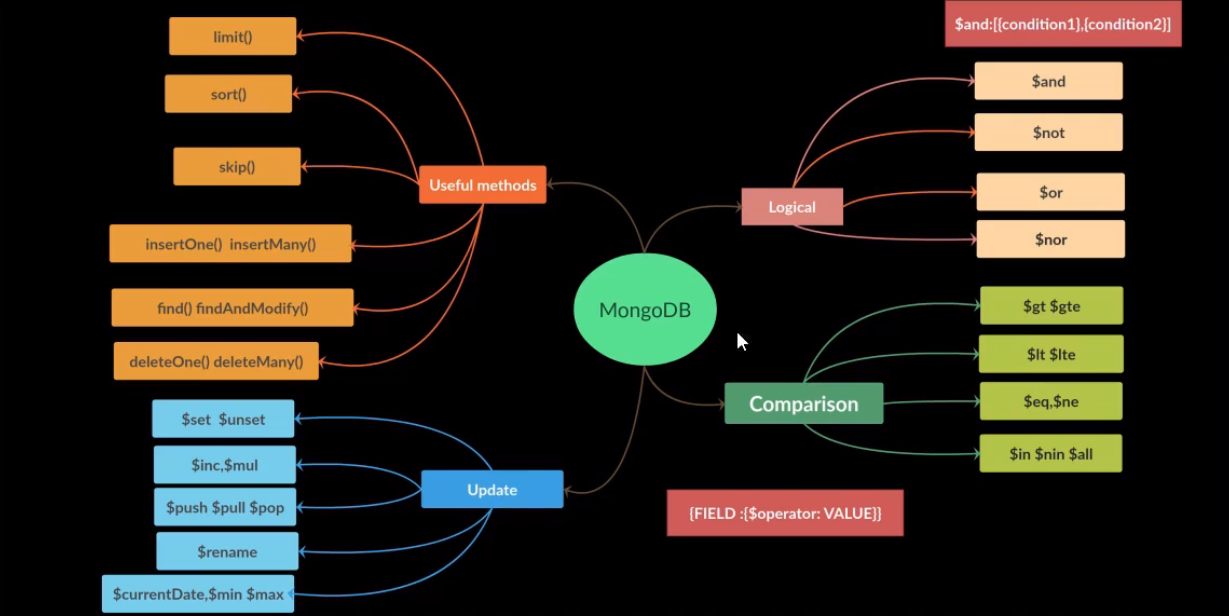 $and:[{condition1},{condition2}]
limit()
sort()
skip()
Useful methods
insertOne()  insertMany()
find() findAndModify()
deleteOne() deleteMany()
Logical
$and
$not
$or
$nor
MongoDB
Comparison
$gt $gte
$lt $lte
$eq,$ne
$in $nin $all
{FIELD :{$operator: VALUE}}
Update
$set  $unset
$inc,$mul
$push $pull $pop
$rename
$currentDate,$min $max